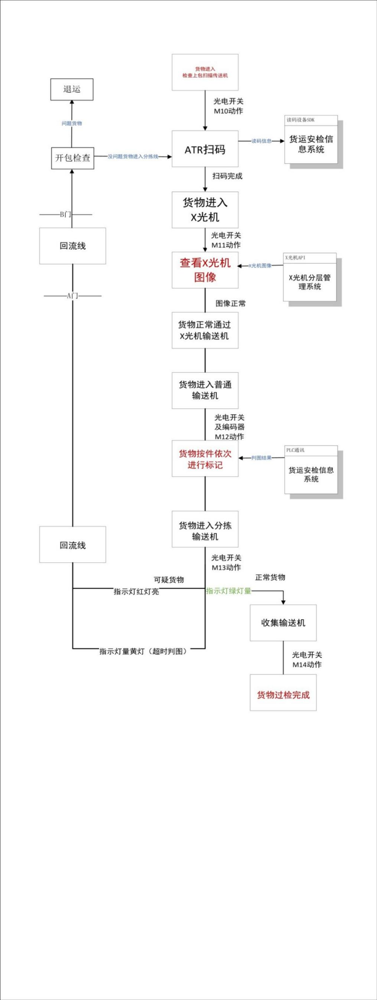 货物进入
检查上包扫描传送机
退运
光电开关
M10动作
问题货物
读码设备SDK
货运安检信
息系统
ATR扫码
读码信息
开包检查
没问题货物进入分拣线
扫码完成
货物进入
X光机
B门
光电开关
M11动作
回流线
查看X光机
图像
X光机图像
X光机API
X光机分层管
理系统
A门
图像正常
货物正常通过
X光机输送机
货物进入普通
输送机
光电开关
及编码器
M12动作
货物按件依次
进行标记
判图结果
PLC通讯
货运安检信息
系统
货物进入分拣
输送机
回流线
光电开关
M13动作
可疑货物
正常货物
指示灯红灯亮
指示灯绿灯量
收集输送机
指示灯量黄灯（超时判图）
光电开关
M14动作
货物过检完成